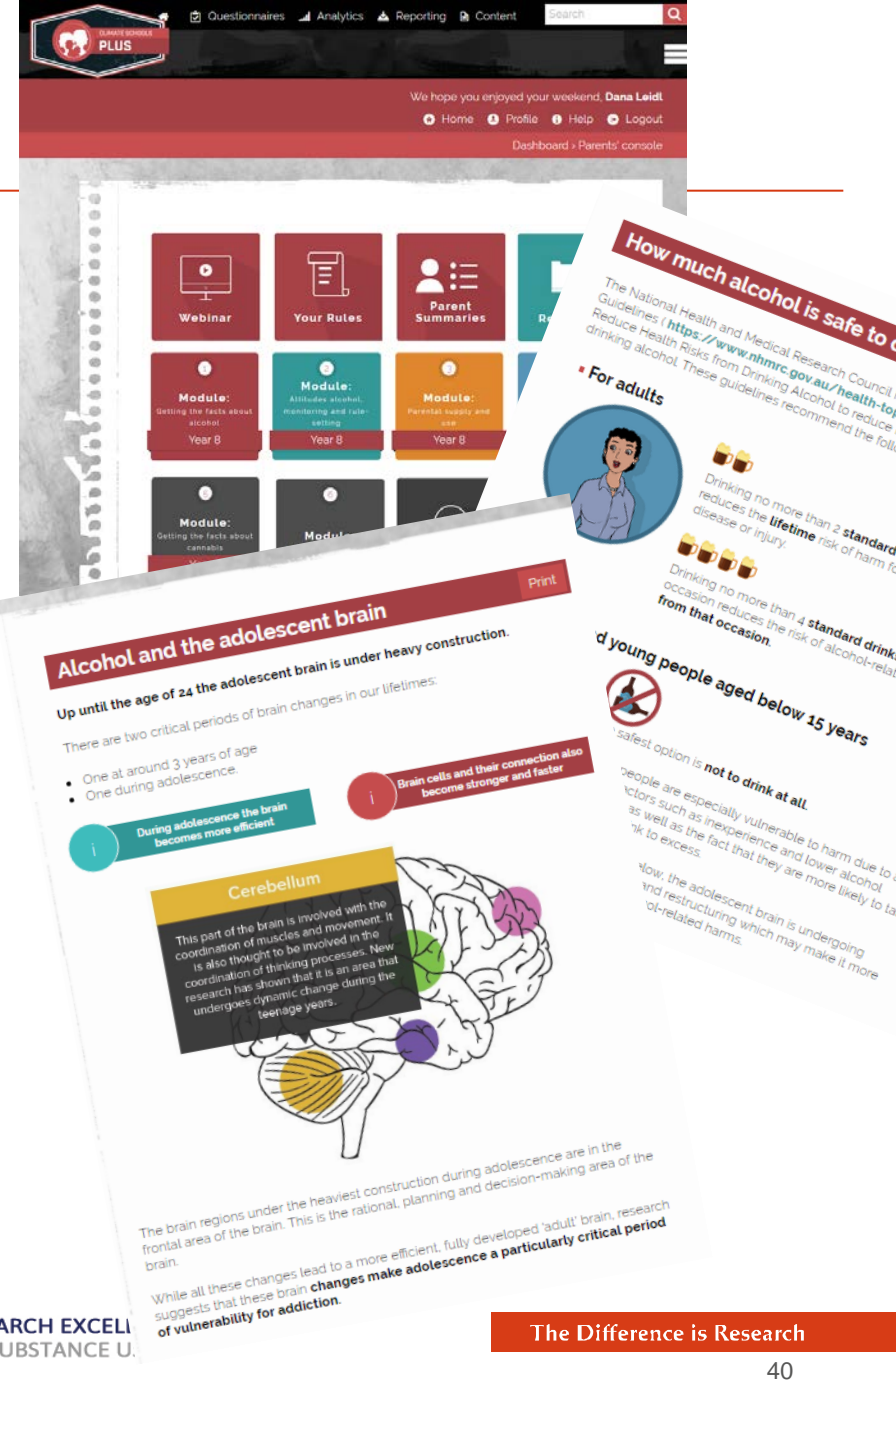 Questionnaires Analytics Reporting Content Search
CLIMATE SCHOOLS
PLUS
We hope you enjoyed your weekend, Dana Leidl
Home Profile Help Logout
Dashboard › Parents' console
Webinar
Your Rules
Parent
Summaries
1
Module:
Getting the facts about
alcohol
Year 8
2
Module:
Attitudes alcohol,
monitoring and rule-
setting
Year 8
3
Module:
Parental supply and
use
Year 8
5
Module:
Getting the facts about
cannabis
6
How much alcohol is safe to
The National Health and Medical Research Council
Guidelines ( https://www.nhmrc.gov.au/health-top
Reduce Health Risks from Drinking Alcohol to reduce
drinking alcohol. These guidelines recommend the
For adults
Drinking no more than 2 standard
reduces the lifetime risk of harm
disease or injury.
Drinking no more than 4 standard
occasion reduces the risk of
from that occasion.
young people aged below 15 years
safest option is not to drink at all.
people are especially vulnerable to harm due to
such as inexperience and lower alcohol
as well as the fact that they are more likely to
to excess.
the adolescent brain is undergoing
and restructuring which may make it more
harms.
Print
Alcohol and the adolescent brain
Up until the age of 24 the adolescent brain is under heavy construction.
There are two critical periods of brain changes in our lifetimes:
• One at around 3 years of age
• One during adolescence.
i
During adolescence the brain
becomes more efficient
i
Brain cells and their connection also
become stronger and faster
Cerebellum
This part of the brain is involved with the
coordination of muscles and movement. It
is also thought to be involved in the
coordination of thinking processes. New
research has shown that it is an area that
undergoes dynamic change during the
teenage years.
The brain regions under the heaviest construction during adolescence are in the
frontal area of the brain. This is the rational, planning and decision-making area of the
brain.
While all these changes lead to a more efficient, fully developed 'adult' brain, research
suggests that these brain changes make adolescence a particularly critical period
of vulnerability for addiction.
ARCH EXCELL
UBSTANCE U
The Difference is Research
40